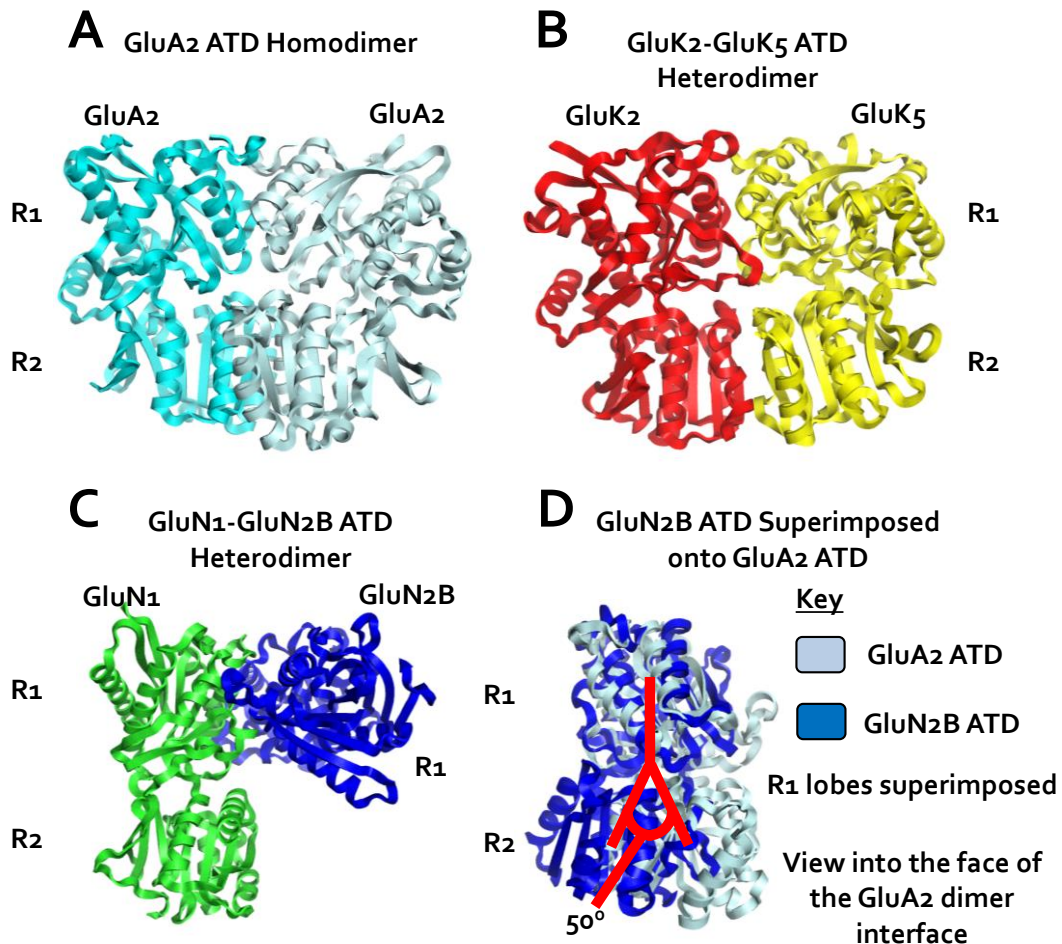 A GluA2 ATD Homodimer
GluA2 GluA2
R1
R2
B GluK2-GluK5 ATD
Heterodimer
GluK2 GluK5
R1
R2
C GluN1-GluN2B ATD
Heterodimer
GluN1 GluN2B
R1
R1
R2
D GluN2B ATD Superimposed
onto GluA2 ATD
Key
GluA2 ATD
GluN2B ATD
R1
R2
50°
R1 lobes superimposed
View into the face of
the GluA2 dimer
interface